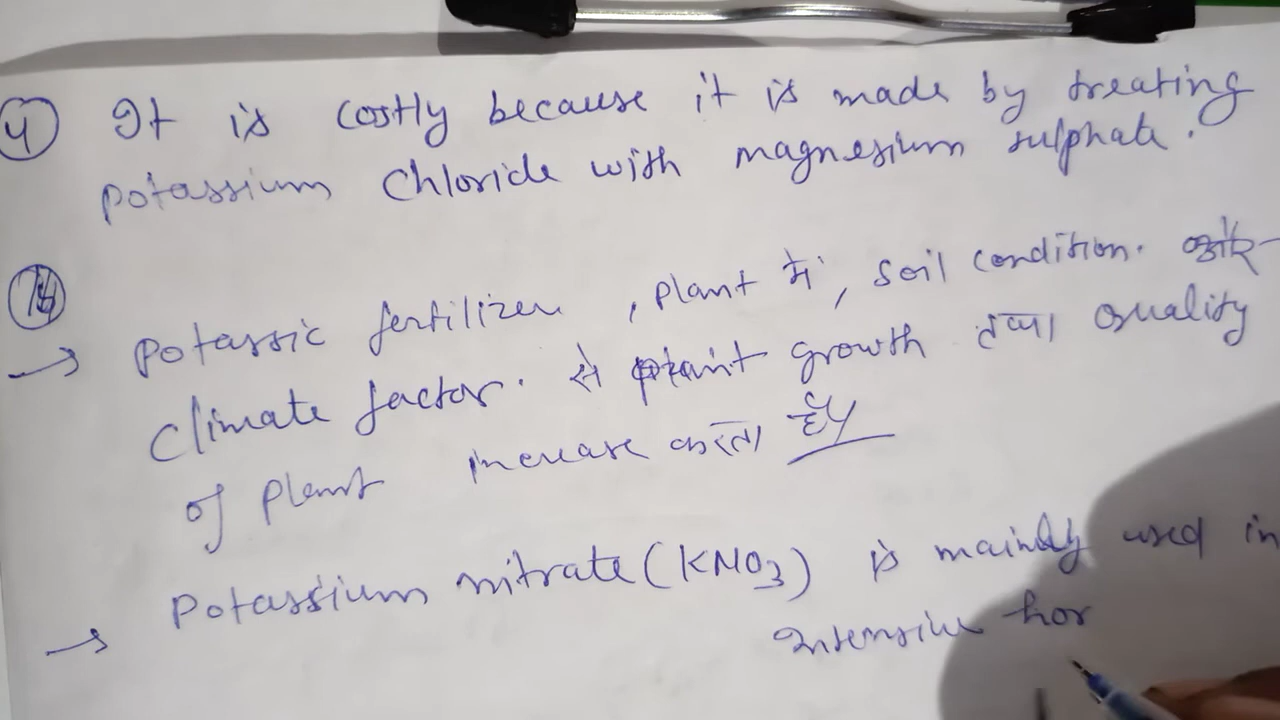 4 It is costly because it is made by treating
potassium Chloride with magnesium sulphate.
→ Potassic fertilizer, plant में, soil condition. और
Climate factor. से plant growth तथा Quality
of plant increase करता है।
→ Potassium nitrate (KNO3) is mainly used in
Intensive hor